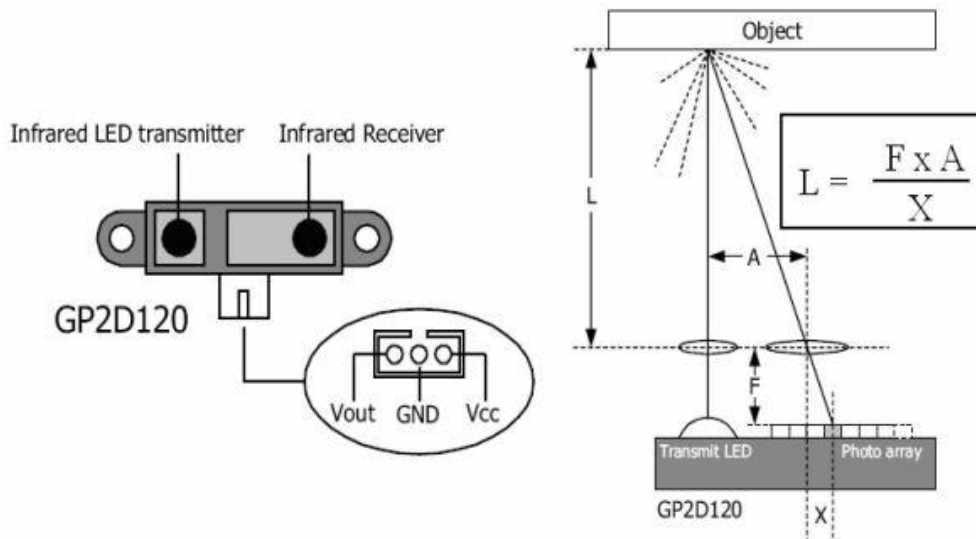 Infrared LED transmitter
Infrared Receiver
GP2D120
Vout GND Vcc
Object
L
L = F x A
X
A
F
Transmit LED
Photo array
GP2D120
X